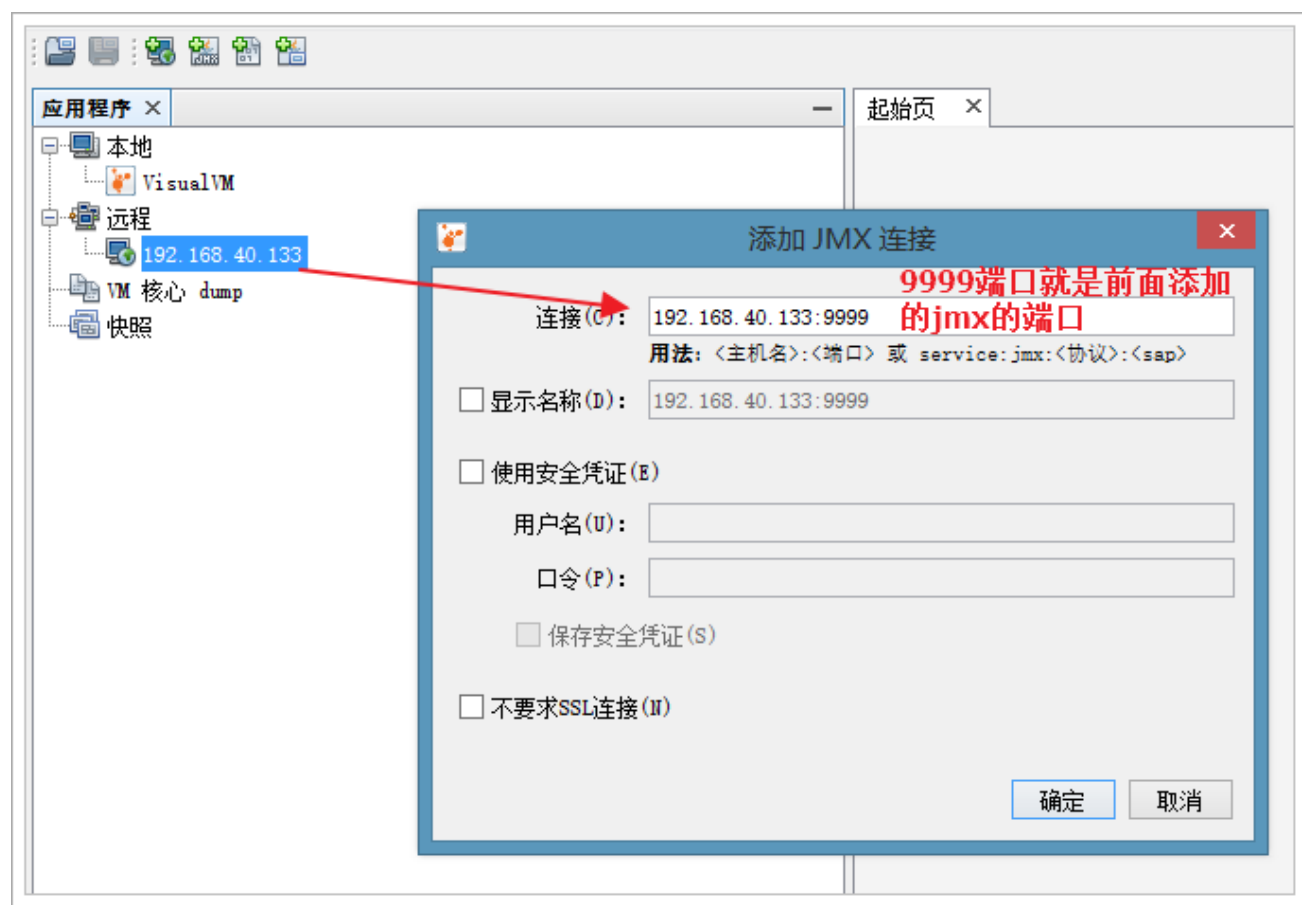 应用程序
起始页
本地
VisualVM
远程
192.168.40.133
VM 核心 dump
快照
添加 JMX 连接
9999端口就是前面添加
的jmx的端口
连接(C): 192.168.40.133:9999
用法: <主机名>:<端口> 或 service:jmx:<协议>:<sap>
显示名称(D): 192.168.40.133:9999
使用安全凭证(E)
用户名(U):
口令(P):
保存安全凭证(S)
不要求SSL连接(N)
确定 取消